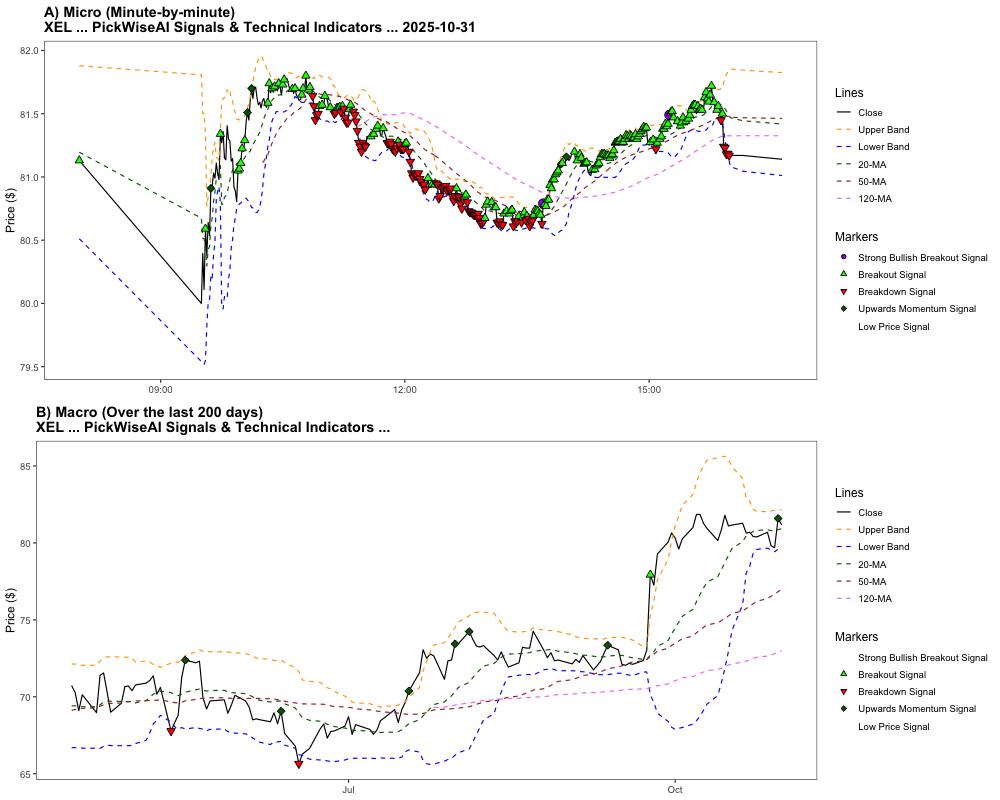 A) Micro (Minute-by-minute)
XEL ... PickWiseAI Signals & Technical Indicators ... 2025-10-31
82.0
81.5
81.0
80.5
80.0
79.5
Price ($)
09:00
12:00
15:00
Lines
Close
Upper Band
Lower Band
20-MA
50-MA
120-MA
Markers
Strong Bullish Breakout Signal
Breakout Signal
Breakdown Signal
Upwards Momentum Signal
Low Price Signal
B) Macro (Over the last 200 days)
XEL ... PickWiseAI Signals & Technical Indicators ...
85
80
75
70
65
Price ($)
Jul
Oct
Lines
Close
Upper Band
Lower Band
20-MA
50-MA
120-MA
Markers
Strong Bullish Breakout Signal
Breakout Signal
Breakdown Signal
Upwards Momentum Signal
Low Price Signal